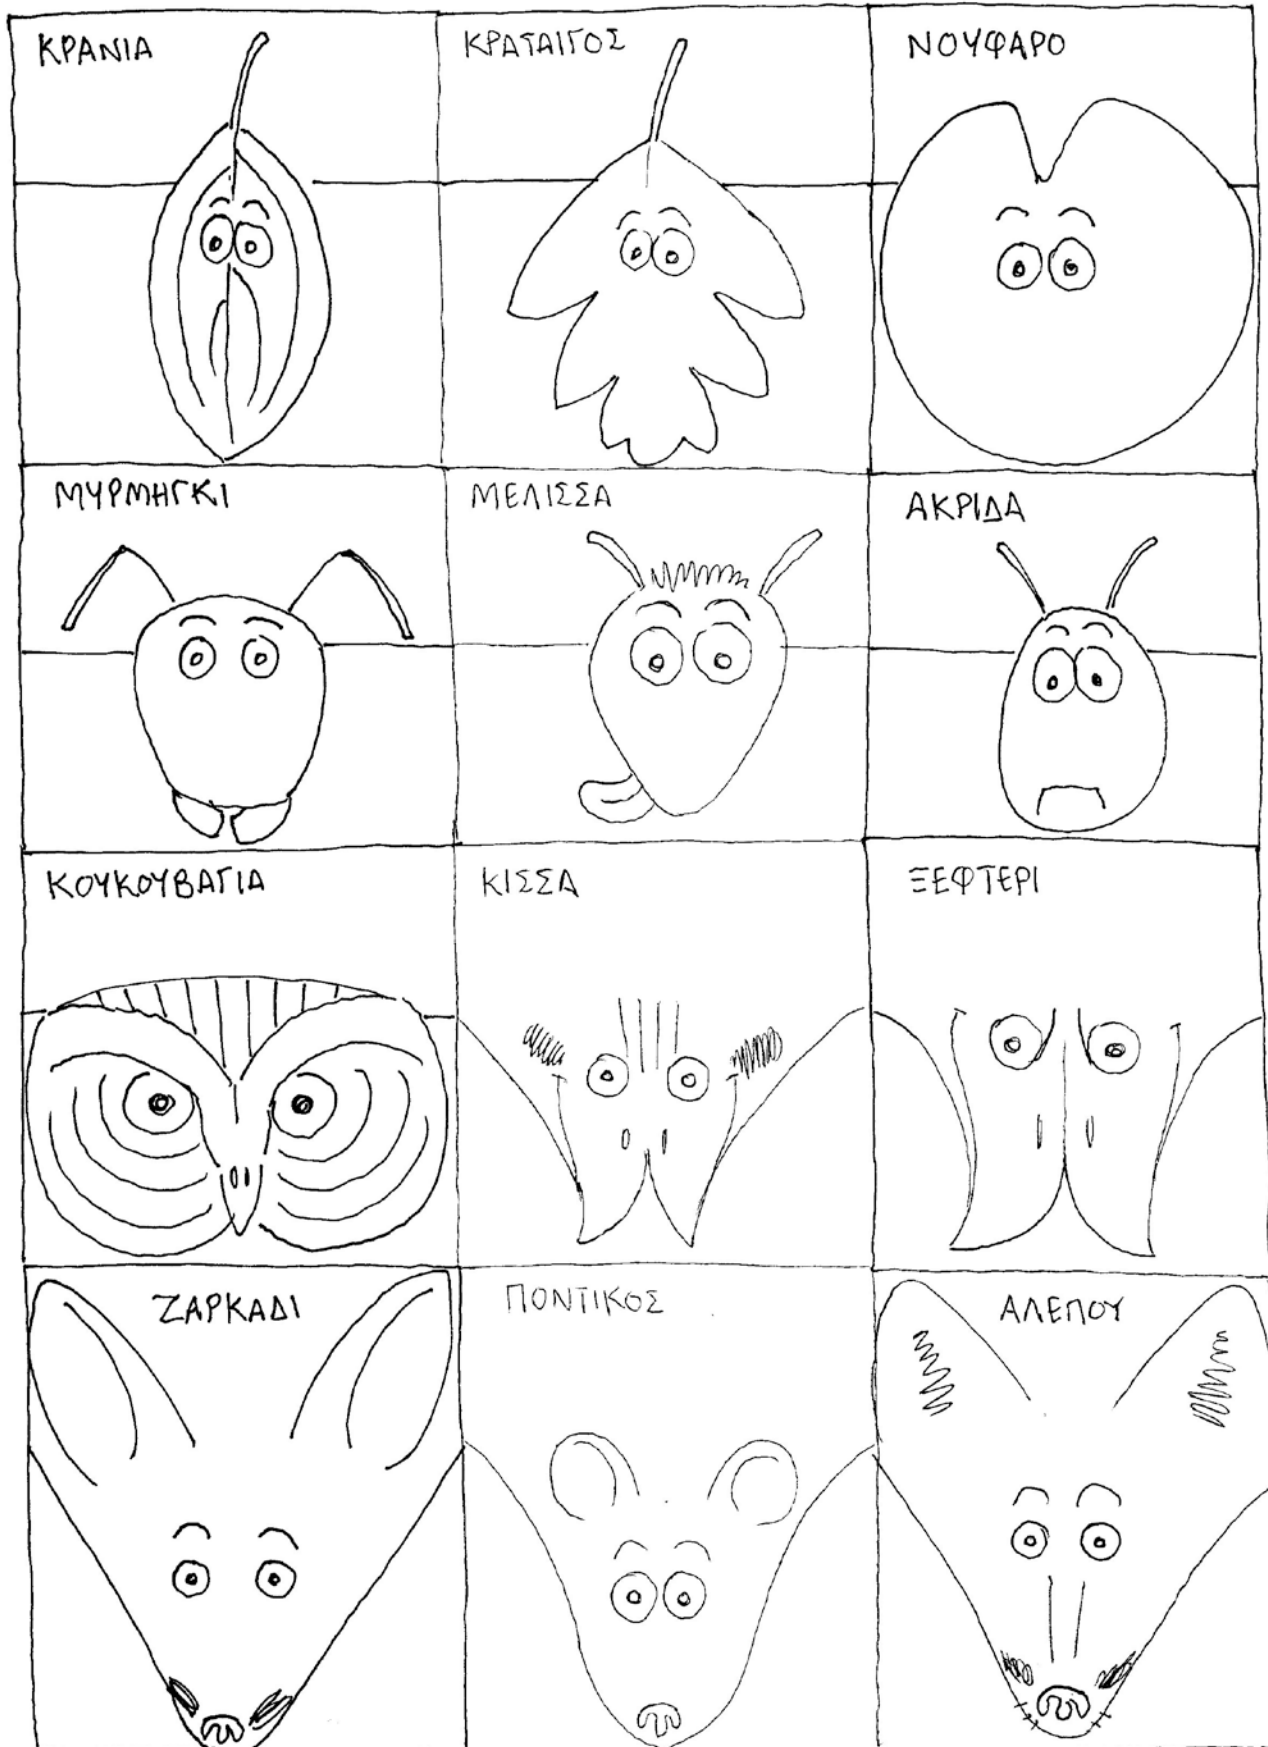 ΚΡΑΝΙΑ
ΚΡΑΤΑΙΓΟΣ
ΝΟΥΦΑΡΟ
ΜΥΡΜΗΓΚΙ
ΜΕΛΙΣΣΑ
ΑΚΡΙΔΑ
ΚΟΥΚΟΥΒΑΓΙΑ
ΚΙΣΣΑ
ΞΕΦΤΕΡΙ
ΖΑΡΚΑΔΙ
ΠΟΝΤΙΚΟΣ
ΑΛΕΠΟΥ